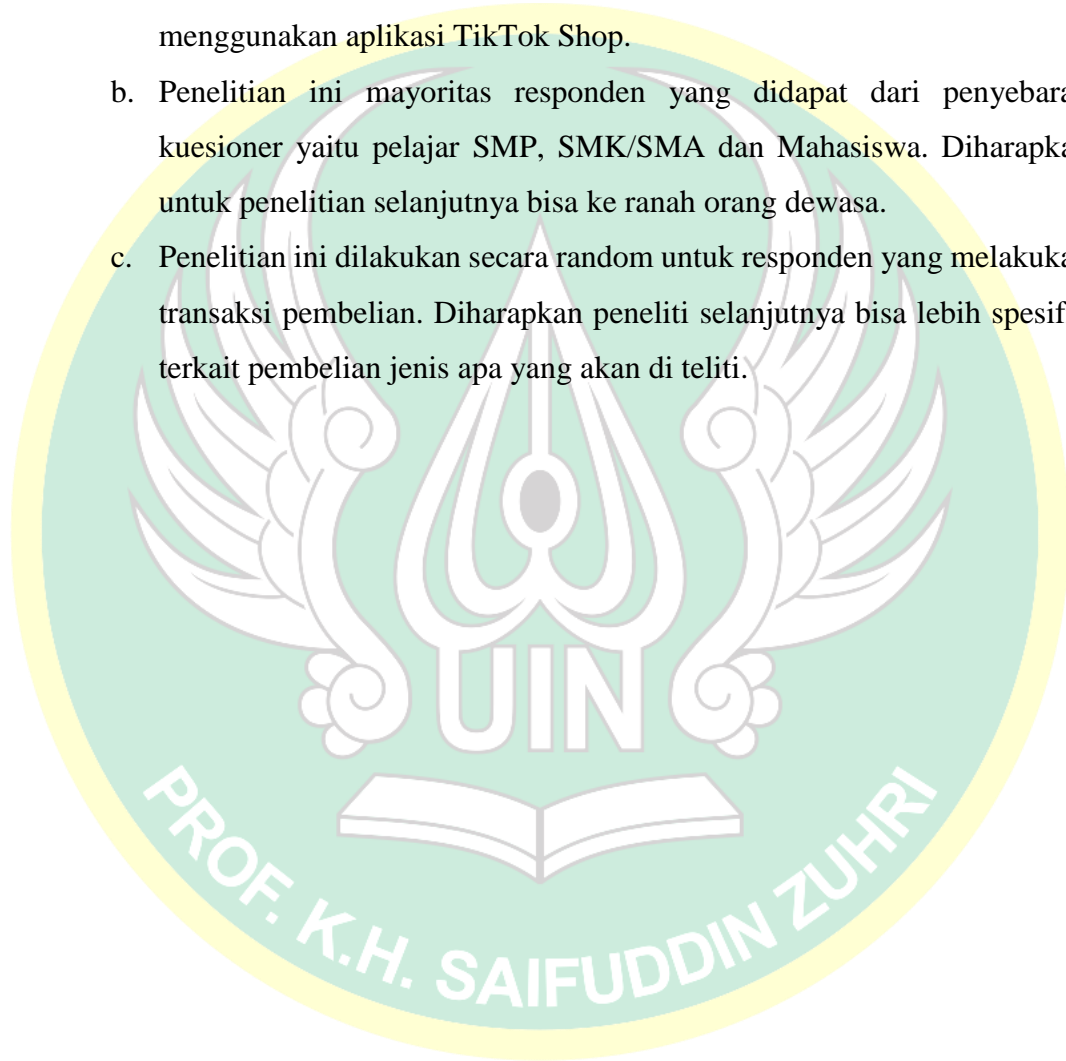 menggunakan aplikasi TikTok Shop.
b. Penelitian ini mayoritas responden yang didapat dari penyebara
kuesioner yaitu pelajar SMP, SMK/SMA dan Mahasiswa. Diharapka
untuk penelitian selanjutnya bisa ke ranah orang dewasa.
c. Penelitian ini dilakukan secara random untuk responden yang melakuka
transaksi pembelian. Diharapkan peneliti selanjutnya bisa lebih spesif
terkait pembelian jenis apa yang akan di teliti.
UIN
PROF. K.H. SAIFUDDIN ZUHRI